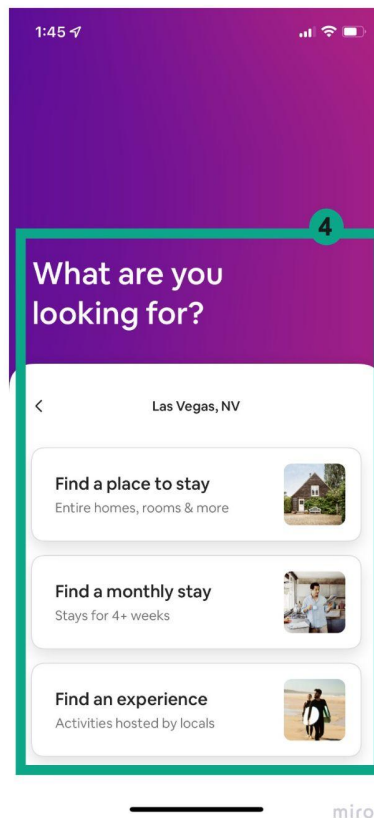 1:45
4
What are you
looking for?
Las Vegas, NV
Find a place to stay
Entire homes, rooms & more
Find a monthly stay
Stays for 4+ weeks
Find an experience
Activities hosted by locals
miro